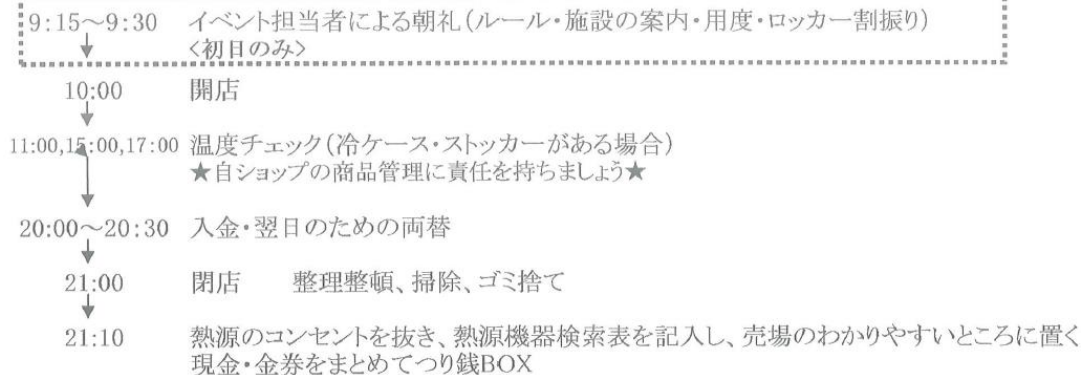 9:15～9:30 イベント担当者による朝礼(ルール・施設の案内・用度・ロッカー割振り)
<初日のみ>
10:00 開店
11:00,15:00,17:00 温度チェック(冷ケース・ストッカーがある場合)
★自ショップの商品管理に責任を持ちましょう★
20:00～20:30 入金・翌日のための両替
21:00 閉店 整理整頓、掃除、ゴミ捨て
21:10 熱源のコンセントを抜き、熱源機器検索表を記入し、売場のわかりやすいところに置く
現金・金券をまとめてつり銭BOX